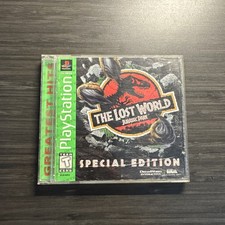 GREATEST HITS
PlayStation
THE LOST WORLD
JURASSIC PARK
SPECIAL EDITION